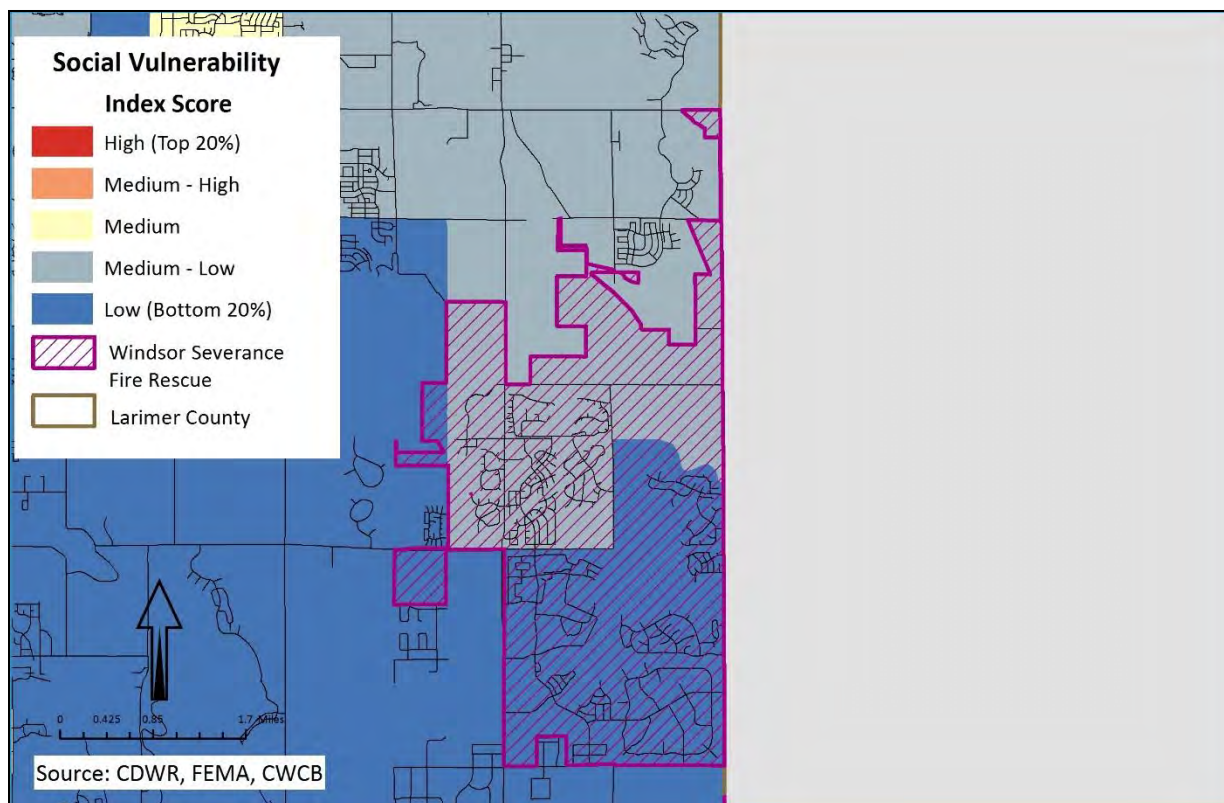 Social Vulnerability
Index Score
High (Top 20%)
Medium - High
Medium
Medium - Low
Low (Bottom 20%)
Windsor Severance
Fire Rescue
Larimer County
0 0.425 0.85 1.7 Miles
Source: CDWR, FEMA, CWCB